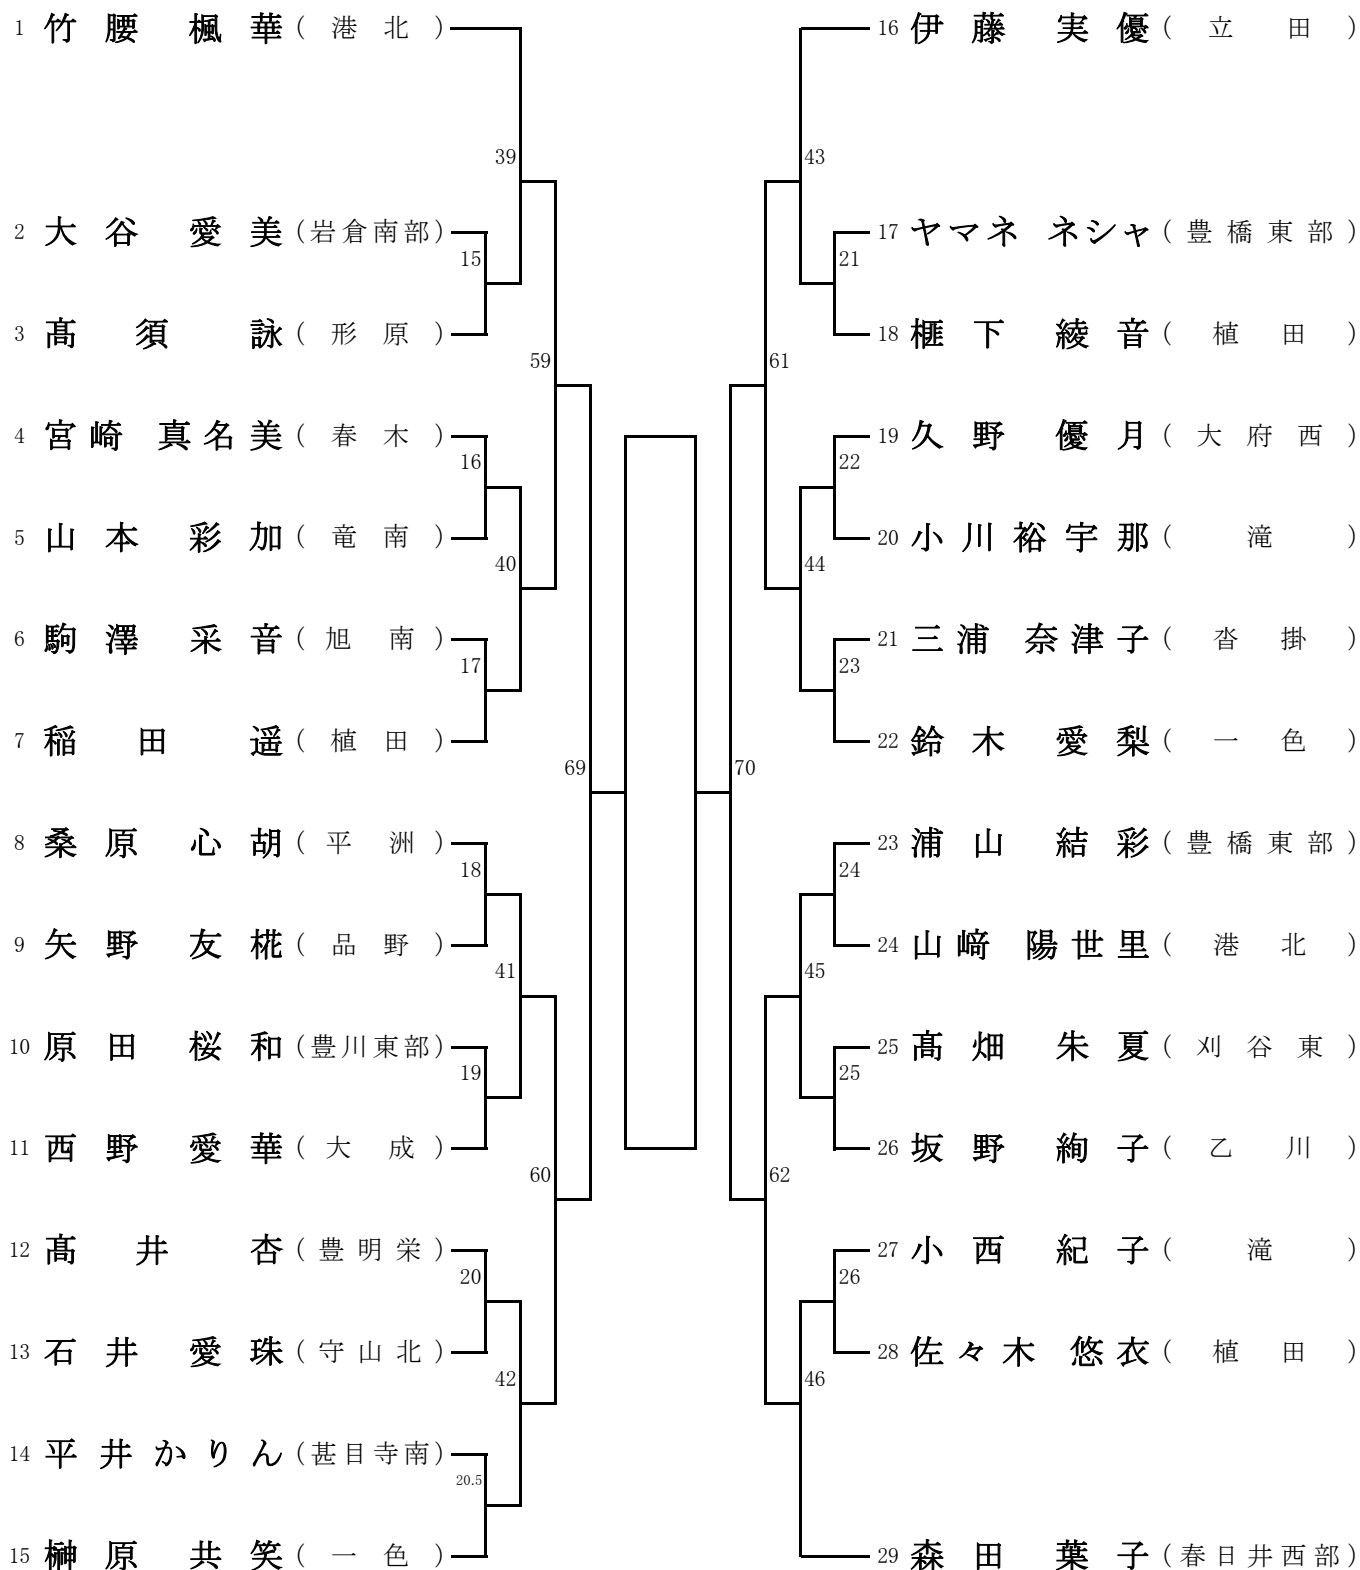 1 竹腰 楓華 (港北)
39
2 大谷 愛美 (岩倉南部)
15
3 髙須 詠 (形原)
59
4 宮崎 真名美 (春木)
16
5 山本 彩加 (竜南)
40
6 駒澤 采音 (旭南)
17
7 稲田 遥 (植田)
69
8 桑原 心胡 (平洲)
18
9 矢野 友椛 (品野)
41
10 原田 桜和 (豊川東部)
19
11 西野 愛華 (大成)
60
12 髙井 杏 (豊明栄)
20
13 石井 愛珠 (守山北)
42
14 平井かりん (甚目寺南)
20.5
15 榊原 共笑 (一色)
16 伊藤 実優 (立田)
43
17 ヤマネ ネシャ (豊橋東部)
21
18 榧下 綾音 (植田)
61
19 久野 優月 (大府西)
22
20 小川裕宇那 (滝)
44
21 三浦 奈津子 (沓掛)
23
22 鈴木 愛梨 (一色)
70
23 浦山 結彩 (豊橋東部)
24
24 山﨑 陽世里 (港北)
45
25 髙畑 朱夏 (刈谷東)
25
26 坂野 絢子 (乙川)
62
27 小西 紀子 (滝)
26
28 佐々木 悠衣 (植田)
46
29 森田 葉子 (春日井西部)